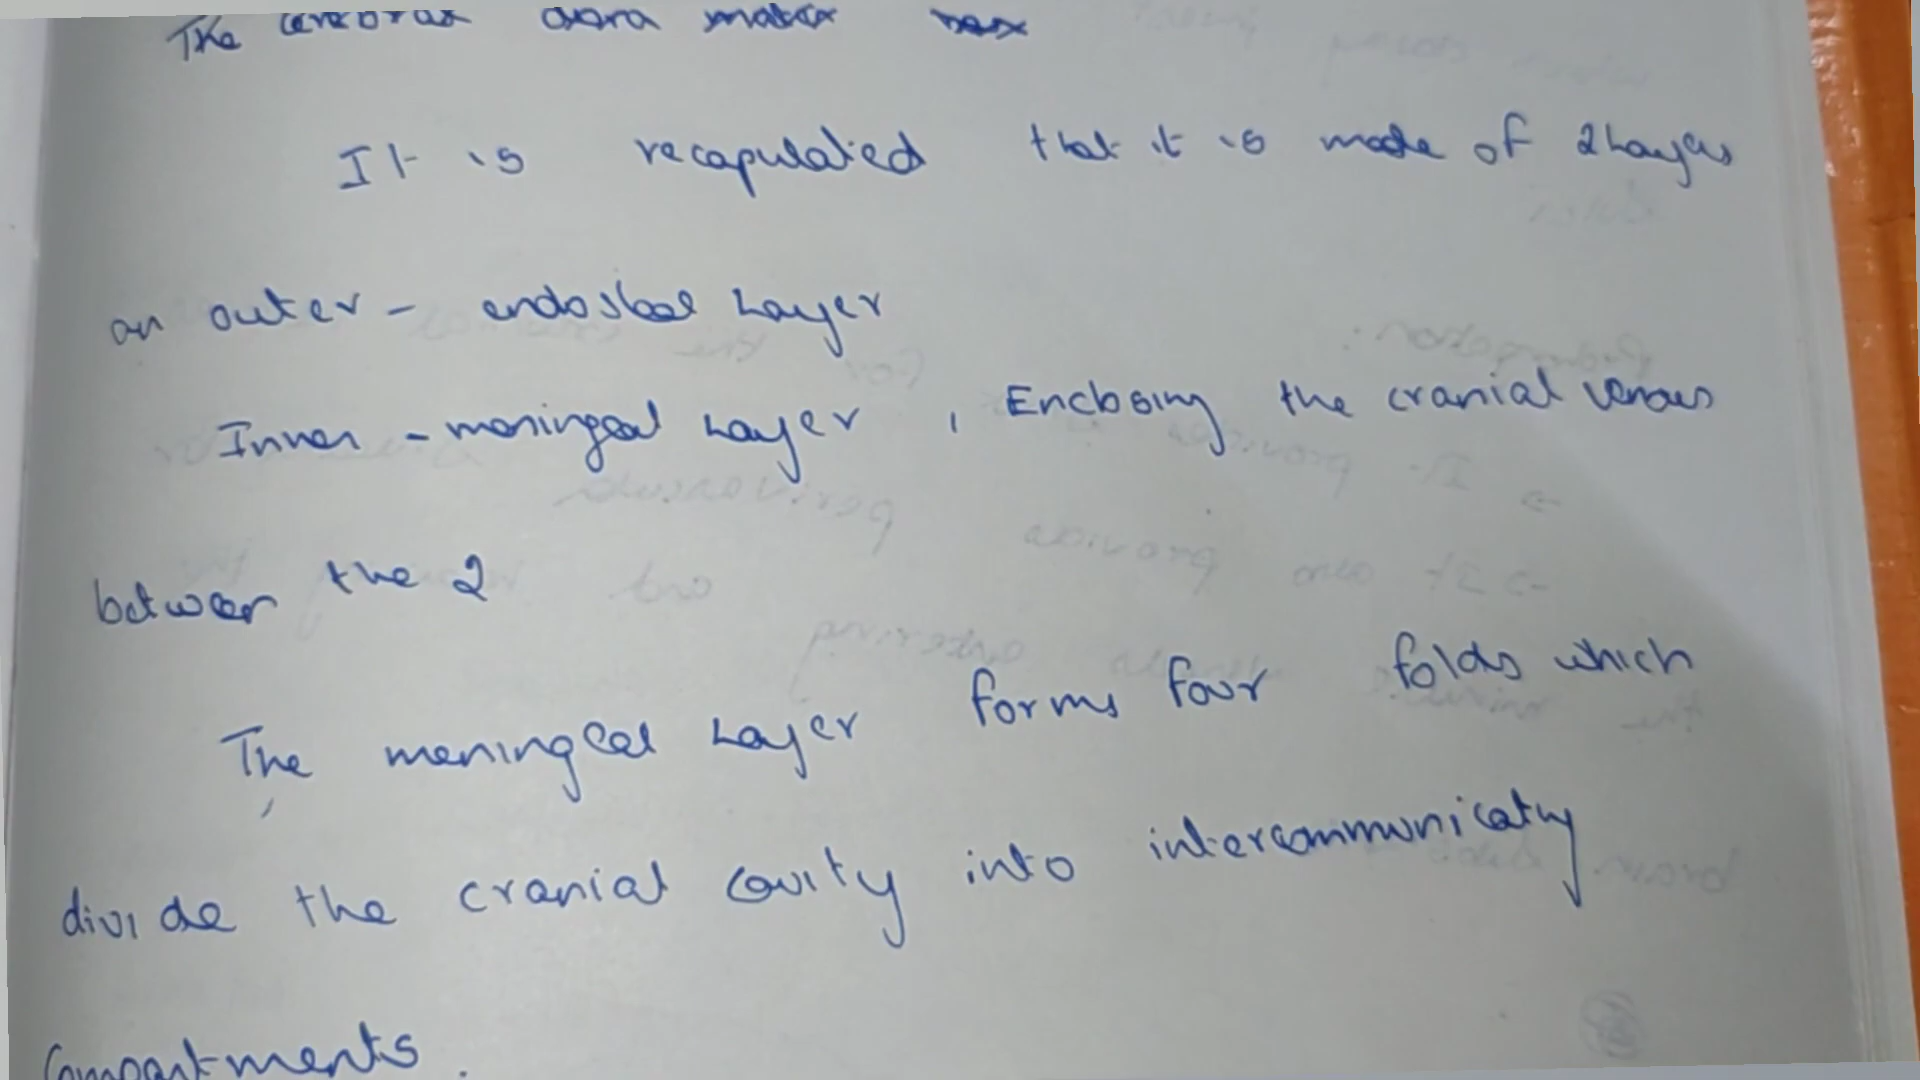 The cerebral dura mater
It is recapulated that it is made of 2 Layers
an outer - endosteal Layer
Inner - meningeal Layer , Enclosing the cranial venous
between the 2
The meningeal Layer forms four folds which
divide the cranial cavity into intercommunicating
Compartments.